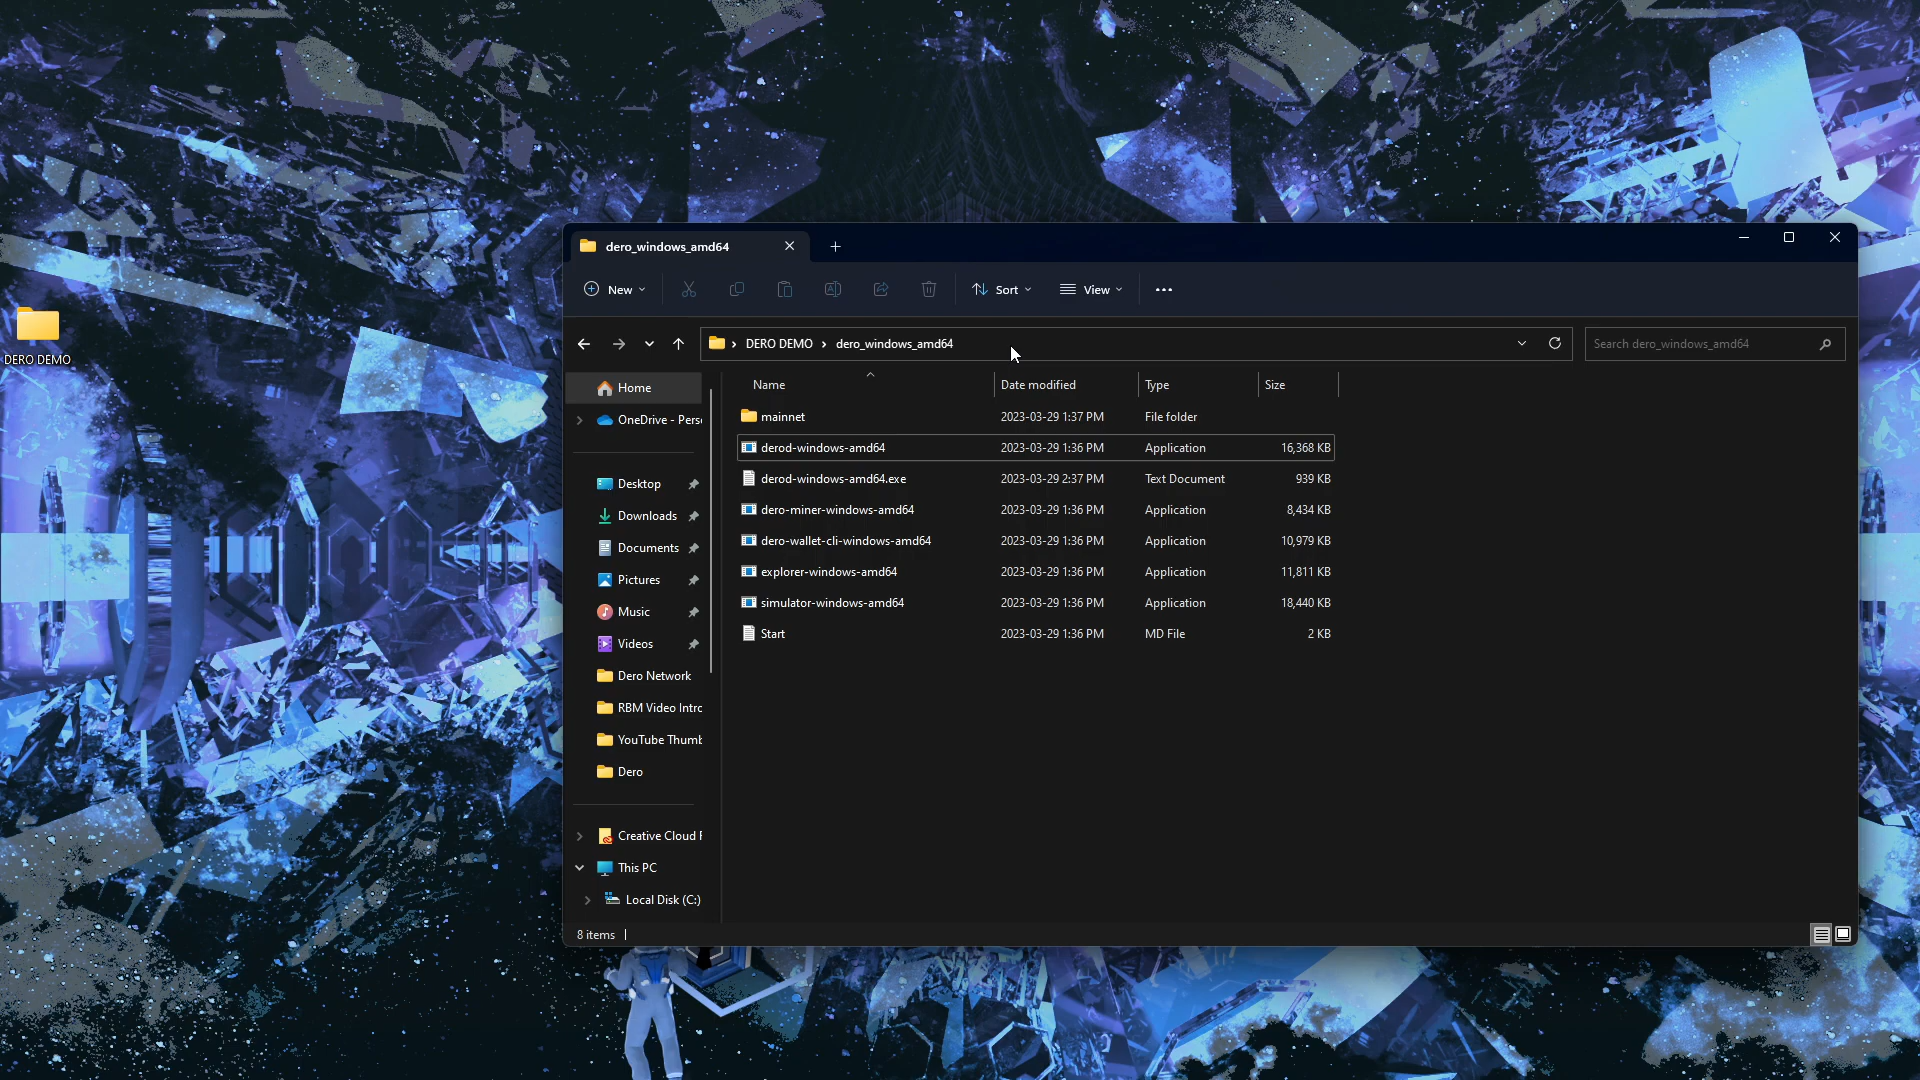 DERO DEMO
dero_windows_amd64
New
Sort
View
DERO DEMO
dero_windows_amd64
Search dero_windows_amd64
Home
OneDrive - Pers
Desktop
Downloads
Documents
Pictures
Music
Videos
Dero Network
RBM Video Intro
YouTube Thumb
Dero
Creative Cloud F
This PC
Local Disk (C:)
Name Date modified Type Size
mainnet 2023-03-29 1:37 PM File folder
derod-windows-amd64 2023-03-29 1:36 PM Application 16,368 KB
derod-windows-amd64.exe 2023-03-29 2:37 PM Text Document 939 KB
dero-miner-windows-amd64 2023-03-29 1:36 PM Application 8,434 KB
dero-wallet-cli-windows-amd64 2023-03-29 1:36 PM Application 10,979 KB
explorer-windows-amd64 2023-03-29 1:36 PM Application 11,811 KB
simulator-windows-amd64 2023-03-29 1:36 PM Application 18,440 KB
Start 2023-03-29 1:36 PM MD File 2 KB
8 items